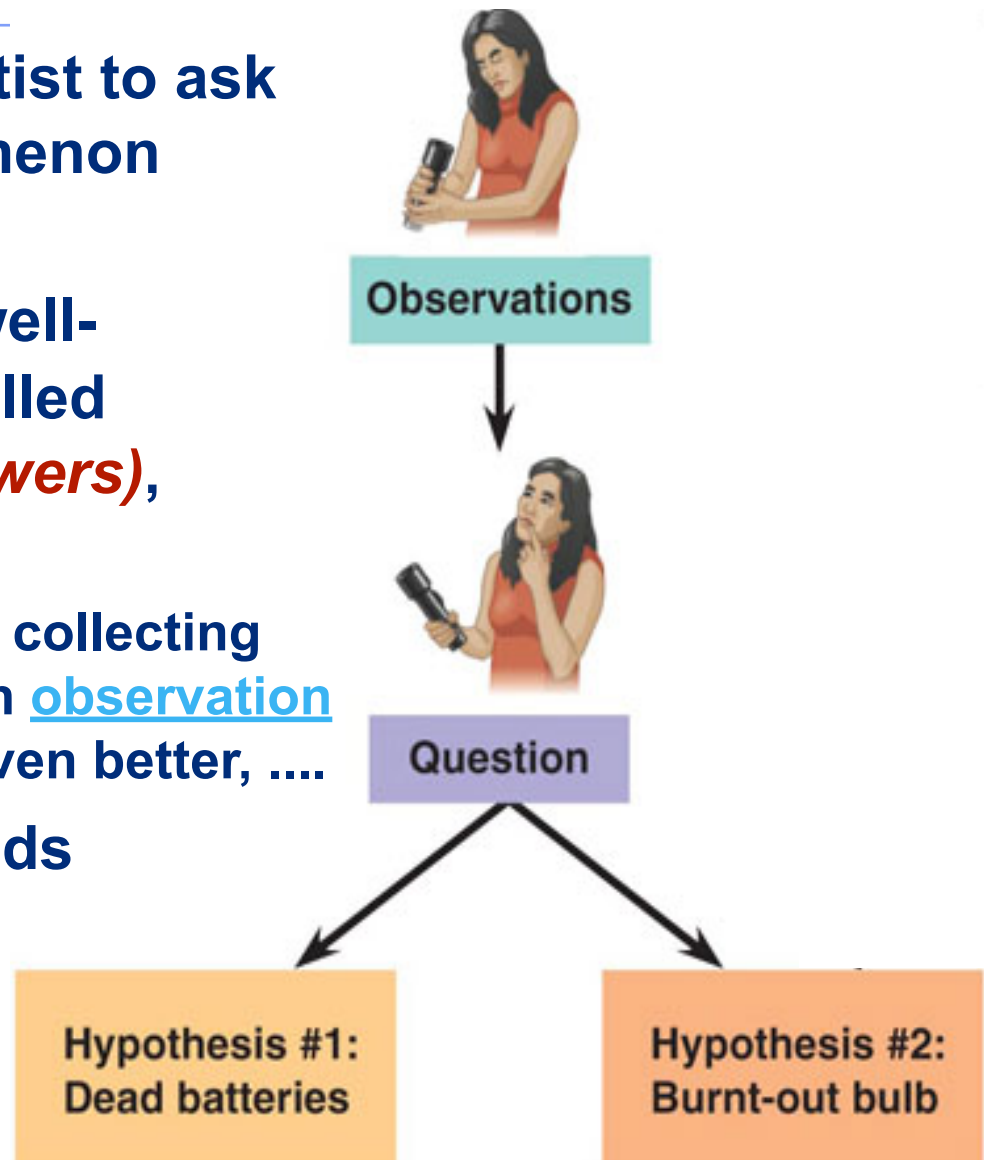 tist to ask
nenon
vell-
lled
wers),
collecting
n observation
ven better, ....
ds
Observations
Question
Hypothesis #1:
Dead batteries
Hypothesis #2:
Burnt-out bulb